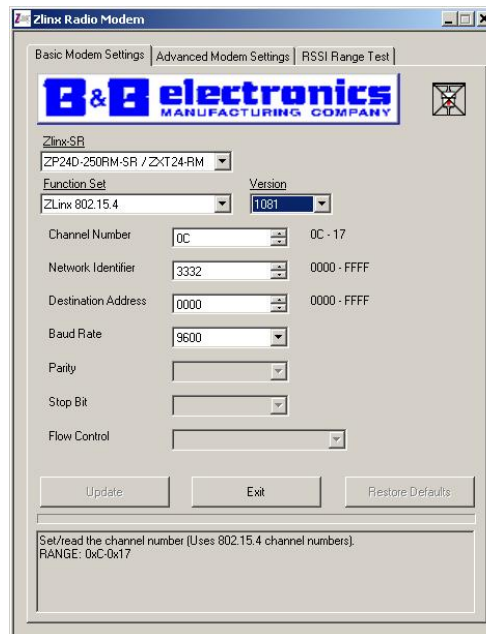 Zlinx Radio Modem
Basic Modem Settings Advanced Modem Settings RSSI Range Test
B&B electronics
MANUFACTURING COMPANY
Zlinx-SR
ZP24D-250RM-SR / ZXT24-RM
Function Set Version
ZLinx 802.15.4 1081
Channel Number 0C 0C - 17
Network Identifier 3332 0000 - FFFF
Destination Address 0000 0000 - FFFF
Baud Rate 9600
Parity
Stop Bit
Flow Control
Update Exit Restore Defaults
Set/read the channel number (Uses 802.15.4 channel numbers).
RANGE: 0xC-0x17